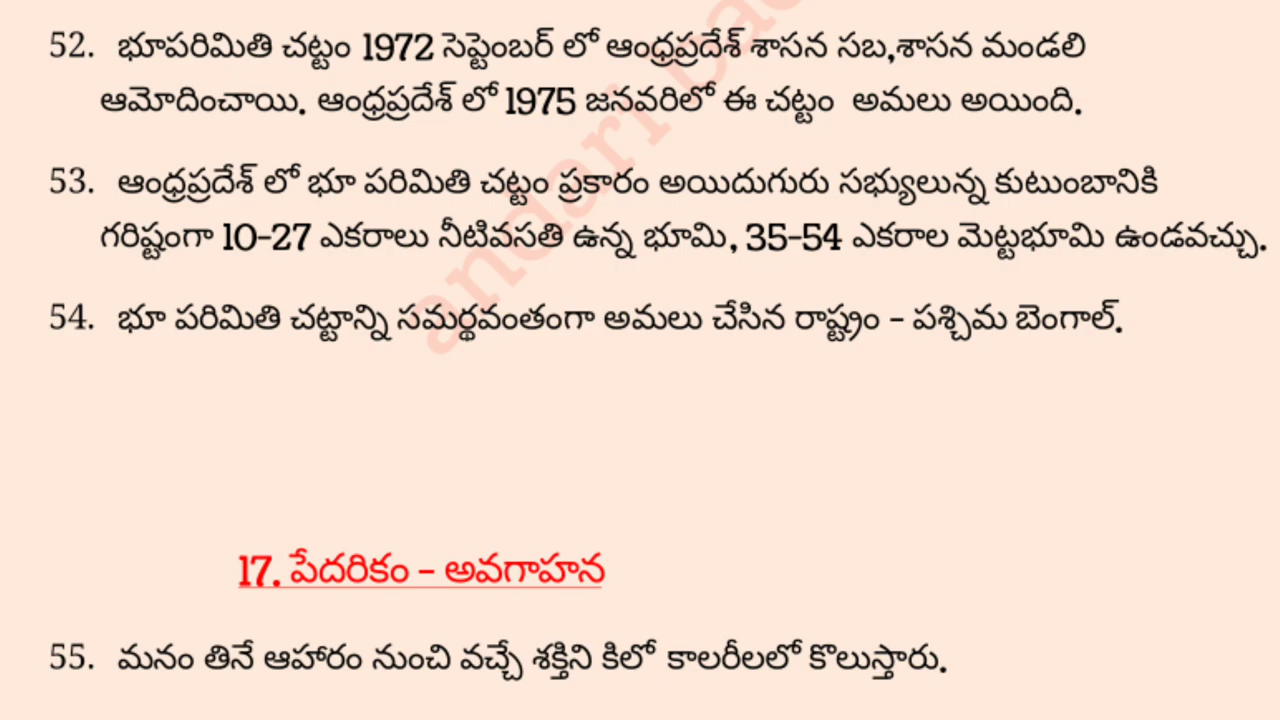 52. భూపరిమితి చట్టం 1972 సెప్టెంబర్ లో ఆంధ్రప్రదేశ్ శాసన సబ,శాసన మండలి
ఆమోదించాయి. ఆంధ్రప్రదేశ్ లో 1975 జనవరిలో ఈ చట్టం అమలు అయింది.
53. ఆంధ్రప్రదేశ్ లో భూ పరిమితి చట్టం ప్రకారం అయిదుగురు సభ్యులున్న కుటుంబానికి
గరిష్టంగా 10-27 ఎకరాలు నీటివసతి ఉన్న భూమి, 35-54 ఎకరాల మెట్టభూమి ఉండవచ్చు.
54. భూ పరిమితి చట్టాన్ని సమర్థవంతంగా అమలు చేసిన రాష్ట్రం - పశ్చిమ బెంగాల్.
17. పేదరికం - అవగాహన
55. మనం తినే ఆహారం నుంచి వచ్చే శక్తిని కిలో కాలరీలలో కొలుస్తారు.
andari